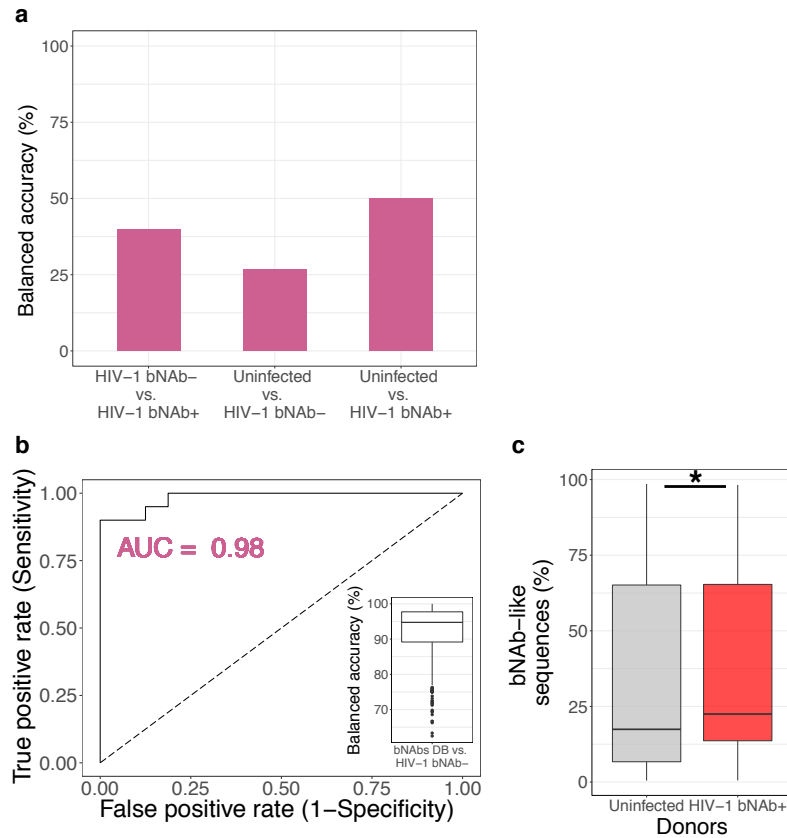 a
100
75
50
25
0
Balanced accuracy (%)
HIV−1 bNAb− vs. HIV−1 bNAb+
Uninfected vs. HIV−1 bNAb−
Uninfected vs. HIV−1 bNAb+
b
1.00
0.75
0.50
0.25
0.00
True positive rate (Sensitivity)
AUC = 0.98
0.00 0.25 0.50 0.75 1.00
False positive rate (1−Specificity)
100
90
80
70
Balanced accuracy (%)
bNAbs DB vs.
HIV−1 bNAb−
c
100
75
50
25
0
bNAb−like
sequences (%)
*
Uninfected HIV−1 bNAb+
Donors